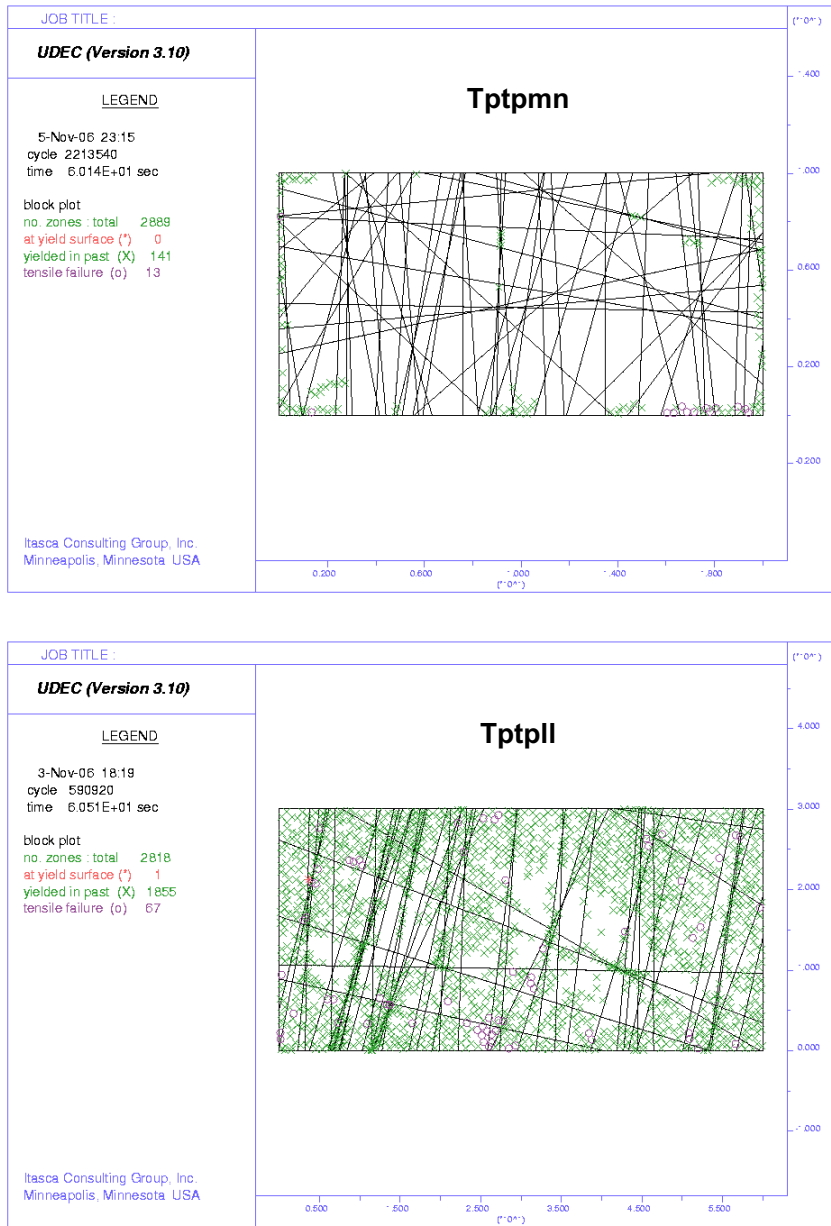 JOB TITLE :
UDEC (Version 3.10)
LEGEND
5-Nov-06 23:15
cycle 2213540
time 6.014E+01 sec
block plot
no. zones : total 2889
at yield surface (*) 0
yielded in past (X) 141
tensile failure (o) 13
Itasca Consulting Group, Inc.
Minneapolis, Minnesota USA
Tptpmn
1.400
1.000
0.600
0.200
-0.200
0.200 0.600 1.000 1.400 1.800
JOB TITLE :
UDEC (Version 3.10)
LEGEND
3-Nov-06 18:19
cycle 590920
time 6.051E+01 sec
block plot
no. zones : total 2818
at yield surface (*) 1
yielded in past (X) 1855
tensile failure (o) 67
Itasca Consulting Group, Inc.
Minneapolis, Minnesota USA
Tptpll
4.000
3.000
2.000
1.000
0.000
-1.000
0.500 1.500 2.500 3.500 4.500 5.500